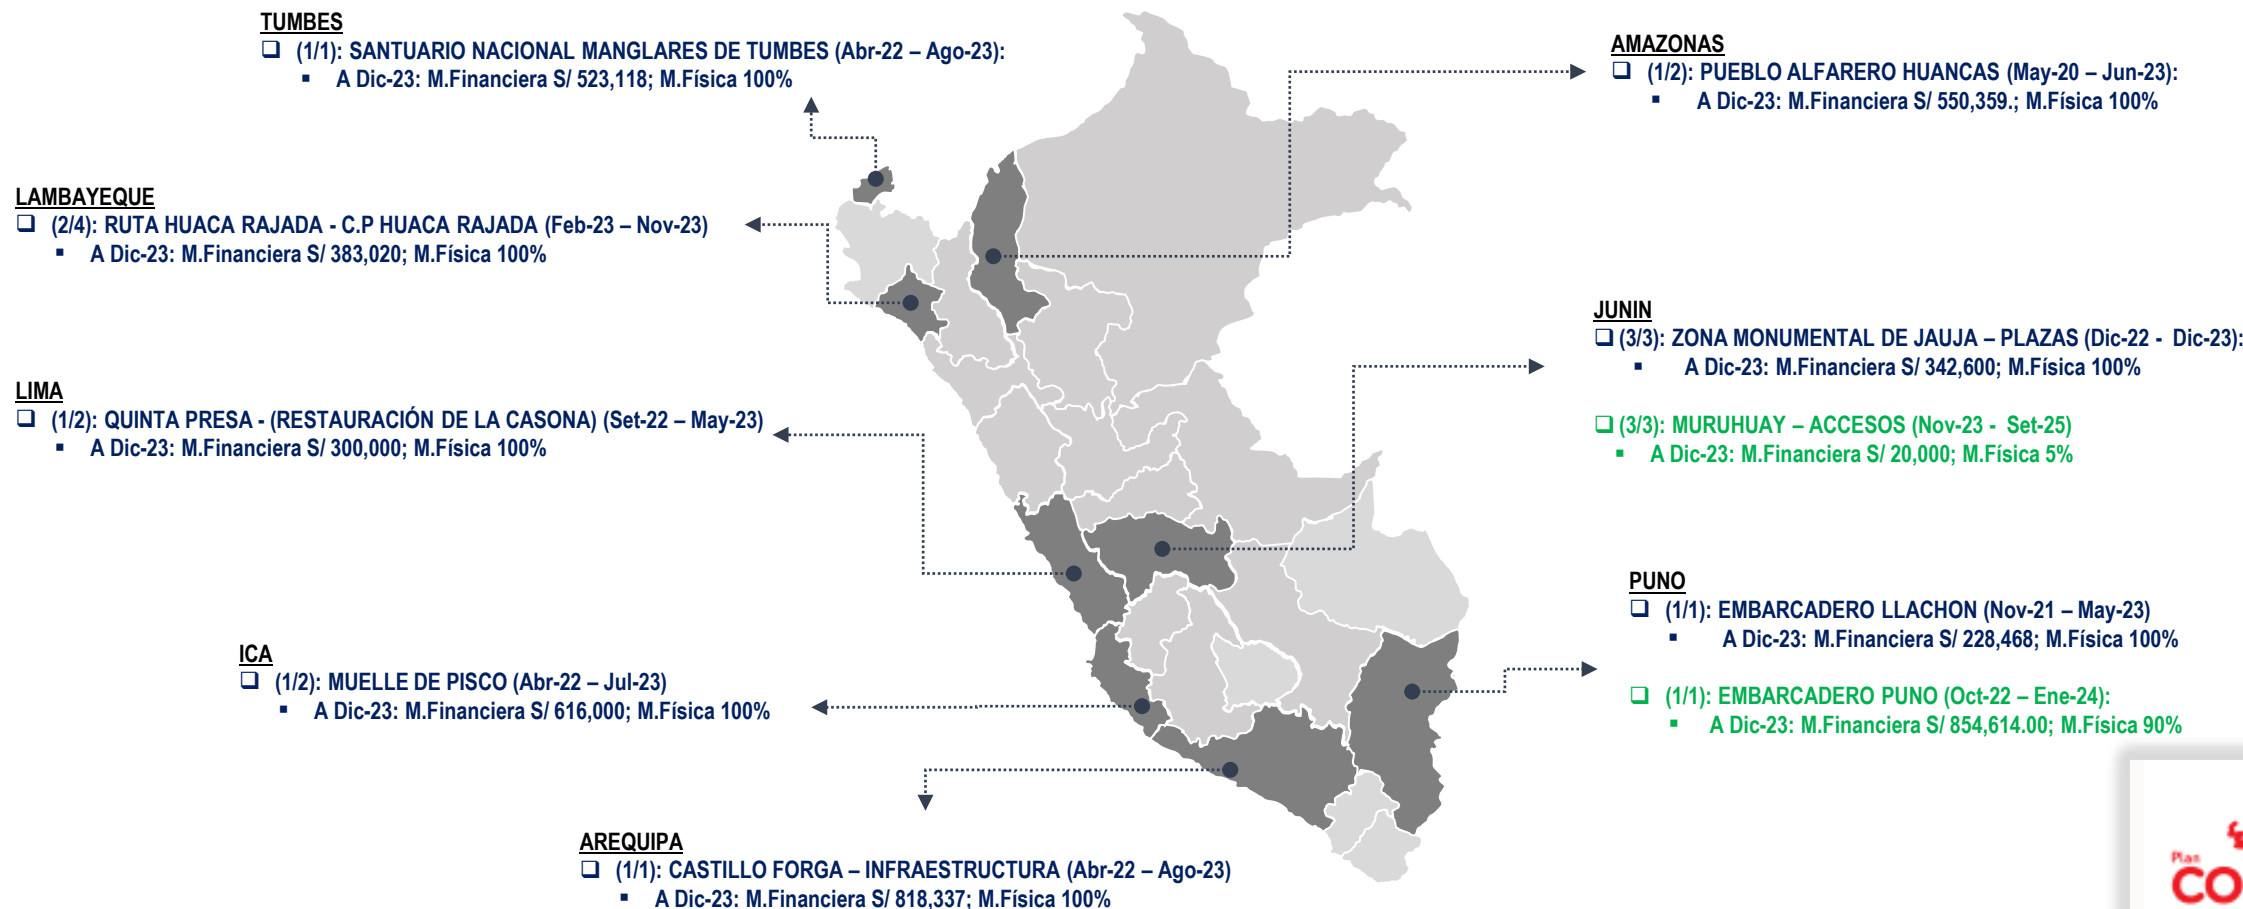 TUMBES
(1/1): SANTUARIO NACIONAL MANGLARES DE TUMBES (Abr-22 – Ago-23):
A Dic-23: M.Financiera S/ 523,118; M.Física 100%
AMAZONAS
(1/2): PUEBLO ALFARERO HUANCAS (May-20 – Jun-23):
A Dic-23: M.Financiera S/ 550,359.; M.Física 100%
LAMBAYEQUE
(2/4): RUTA HUACA RAJADA - C.P HUACA RAJADA (Feb-23 – Nov-23)
A Dic-23: M.Financiera S/ 383,020; M.Física 100%
JUNIN
(3/3): ZONA MONUMENTAL DE JAUJA – PLAZAS (Dic-22 - Dic-23):
A Dic-23: M.Financiera S/ 342,600; M.Física 100%
(3/3): MURUHUAY – ACCESOS (Nov-23 - Set-25)
A Dic-23: M.Financiera S/ 20,000; M.Física 5%
LIMA
(1/2): QUINTA PRESA - (RESTAURACIÓN DE LA CASONA) (Set-22 – May-23)
A Dic-23: M.Financiera S/ 300,000; M.Física 100%
PUNO
(1/1): EMBARCADERO LLACHON (Nov-21 – May-23)
A Dic-23: M.Financiera S/ 228,468; M.Física 100%
(1/1): EMBARCADERO PUNO (Oct-22 – Ene-24):
A Dic-23: M.Financiera S/ 854,614.00; M.Física 90%
ICA
(1/2): MUELLE DE PISCO (Abr-22 – Jul-23)
A Dic-23: M.Financiera S/ 616,000; M.Física 100%
AREQUIPA
(1/1): CASTILLO FORGA – INFRAESTRUCTURA (Abr-22 – Ago-23)
A Dic-23: M.Financiera S/ 818,337; M.Física 100%
Plan
CO